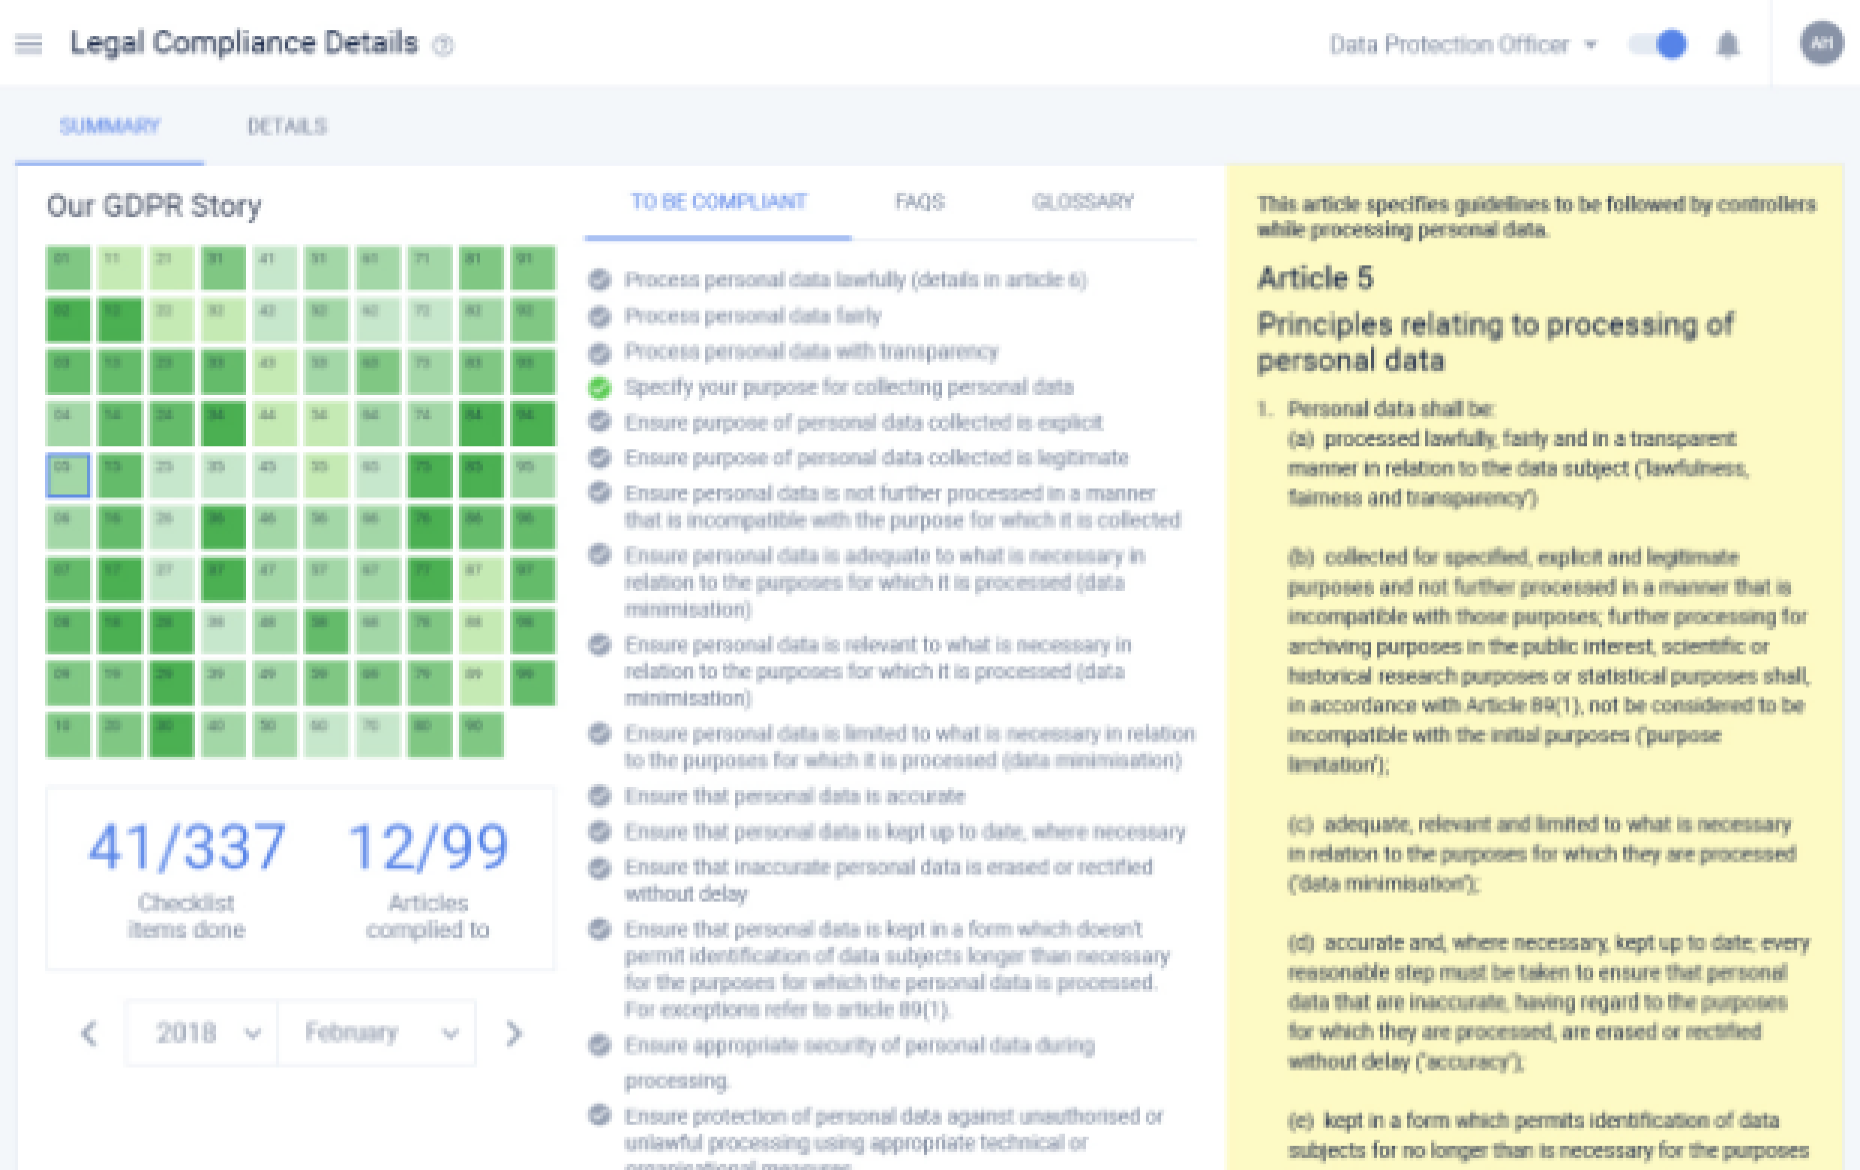 Legal Compliance Details
Data Protection Officer
AH
SUMMARY
DETAILS
Our GDPR Story
01 11 21 31 41 51 61 71 81 91
02 12 22 32 42 52 62 72 82 92
03 13 23 33 43 53 63 73 83 93
04 14 24 34 44 54 64 74 84 94
05 15 25 35 45 55 65 75 85 95
06 16 26 36 46 56 66 76 86 96
07 17 27 37 47 57 67 77 87 97
08 18 28 38 48 58 68 78 88 98
09 19 29 39 49 59 69 79 89 99
10 20 30 40 50 60 70 80 90
41/337
Checklist
items done
12/99
Articles
complied to
2018
February
TO BE COMPLIANT
FAQS
GLOSSARY
Process personal data lawfully (details in article 6)
Process personal data fairly
Process personal data with transparency
Specify your purpose for collecting personal data
Ensure purpose of personal data collected is explicit
Ensure purpose of personal data collected is legitimate
Ensure personal data is not further processed in a manner
that is incompatible with the purpose for which it is collected
Ensure personal data is adequate to what is necessary in
relation to the purposes for which it is processed (data
minimisation)
Ensure personal data is relevant to what is necessary in
relation to the purposes for which it is processed (data
minimisation)
Ensure personal data is limited to what is necessary in relation
to the purposes for which it is processed (data minimisation)
Ensure that personal data is accurate
Ensure that personal data is kept up to date, where necessary
Ensure that inaccurate personal data is erased or rectified
without delay
Ensure that personal data is kept in a form which doesn't
permit identification of data subjects longer than necessary
for the purposes for which the personal data is processed.
For exceptions refer to article 89(1).
Ensure appropriate security of personal data during
processing.
Ensure protection of personal data against unauthorised or
unlawful processing using appropriate technical or
organisational measures
This article specifies guidelines to be followed by controllers
while processing personal data.
Article 5
Principles relating to processing of
personal data
1. Personal data shall be:
(a) processed lawfully, fairly and in a transparent
manner in relation to the data subject ('lawfulness,
fairness and transparency')
(b) collected for specified, explicit and legitimate
purposes and not further processed in a manner that is
incompatible with those purposes; further processing for
archiving purposes in the public interest, scientific or
historical research purposes or statistical purposes shall,
in accordance with Article 89(1), not be considered to be
incompatible with the initial purposes ('purpose
limitation');
(c) adequate, relevant and limited to what is necessary
in relation to the purposes for which they are processed
('data minimisation');
(d) accurate and, where necessary, kept up to date; every
reasonable step must be taken to ensure that personal
data that are inaccurate, having regard to the purposes
for which they are processed, are erased or rectified
without delay ('accuracy');
(e) kept in a form which permits identification of data
subjects for no longer than is necessary for the purposes